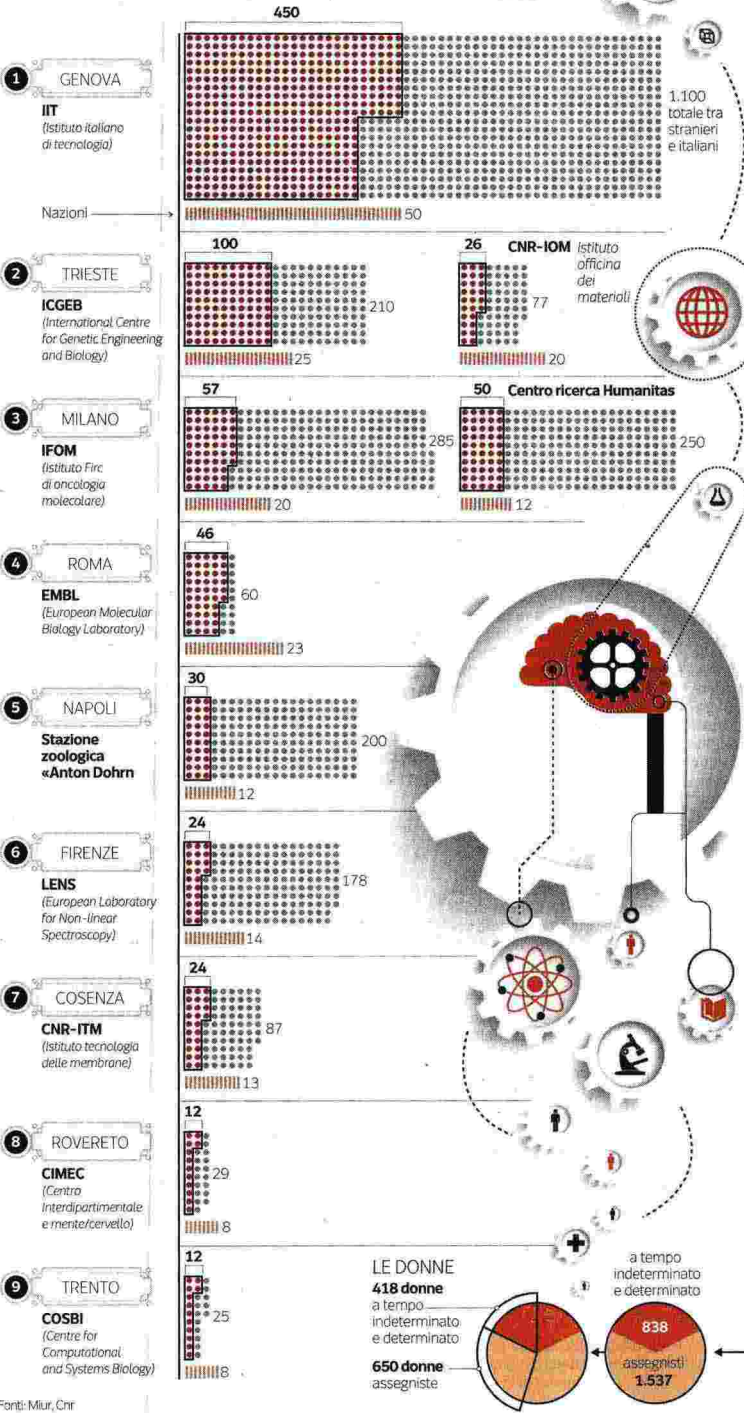 450
1
GENOVA
IIT
(Istituto italiano
di tecnologia)
1.100
totale tra
stranieri
e italiani
Nazioni
50
2
TRIESTE
ICGEB
(International Centre
for Genetic Engineering
and Biology)
100
210
25
26
CNR-IOM Istituto
officina
dei
materiali
77
20
3
MILANO
IFOM
(Istituto Firc
di oncologia
molecolare)
57
285
20
50
Centro ricerca Humanitas
250
12
4
ROMA
EMBL
(European Molecular
Biology Laboratory)
46
60
23
5
NAPOLI
Stazione
zoologica
«Anton Dohrn
30
200
12
6
FIRENZE
LENS
(European Laboratory
for Non-linear
Spectroscopy)
24
178
14
7
COSENZA
CNR-ITM
(Istituto tecnologia
delle membrane)
24
87
13
8
ROVERETO
CIMEC
(Centro
Interdipartimentale
e mente/cervello)
12
29
8
9
TRENTO
COSBI
(Centre for
Computational
and Systems Biology)
12
25
8
LE DONNE
418 donne
a tempo
indeterminato
e determinato
650 donne
assegniste
a tempo
indeterminato
e determinato
838
assegnisti
1.537
Fonti: Miur, Cnr